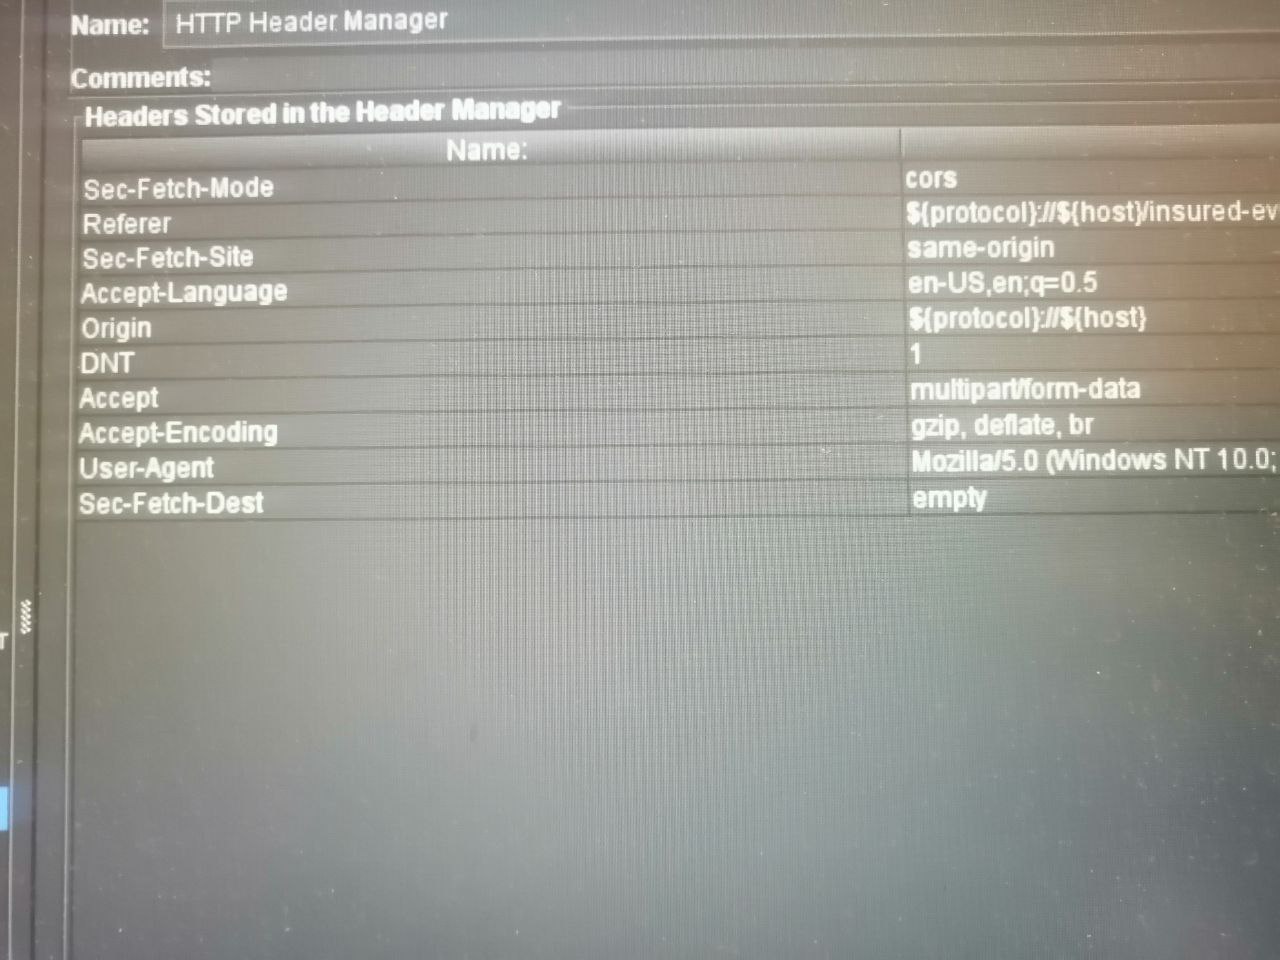 Name: HTTP Header Manager
Comments:
Headers Stored in the Header Manager
Name:
Sec-Fetch-Mode cors
Referer ${protocol}://${host}/insured-ev
Sec-Fetch-Site same-origin
Accept-Language en-US,en;q=0.5
Origin ${protocol}://${host}
DNT 1
Accept multipart/form-data
Accept-Encoding gzip, deflate, br
User-Agent Mozilla/5.0 (Windows NT 10.0;
Sec-Fetch-Dest empty
T